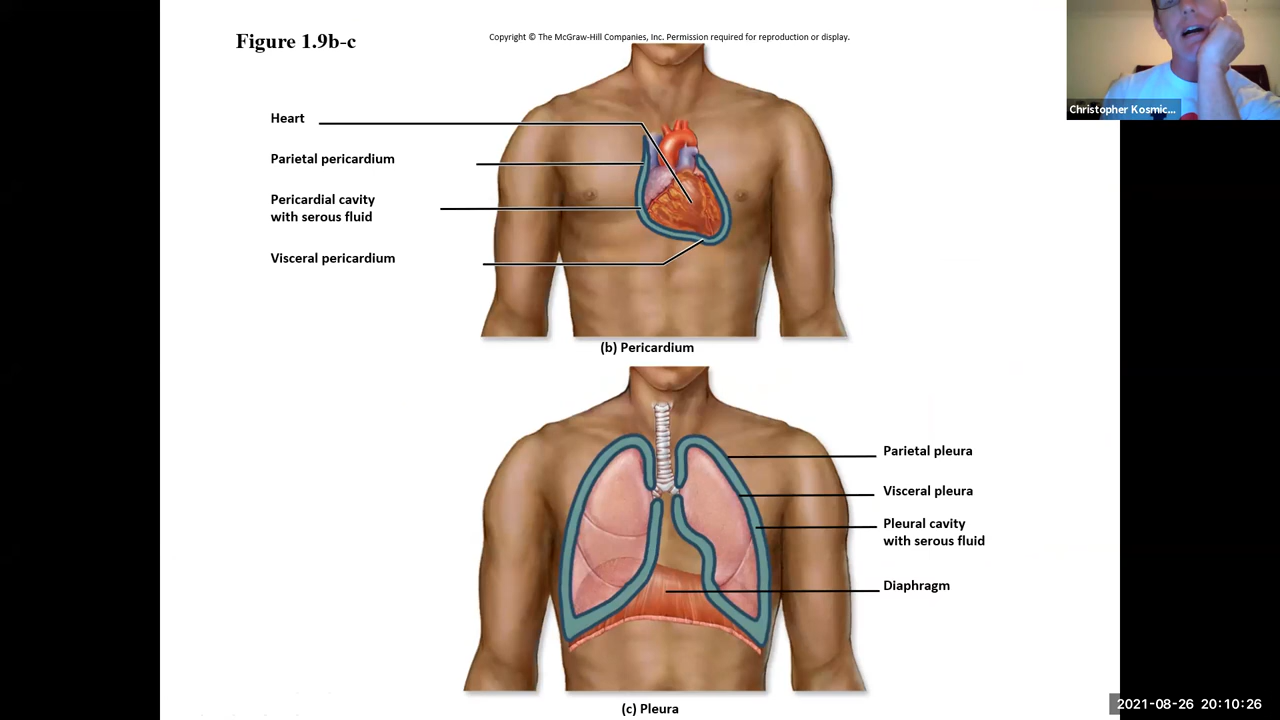 Figure 1.9b-c
Copyright © The McGraw-Hill Companies, Inc. Permission required for reproduction or display.
Christopher Kosmic...
Heart
Parietal pericardium
Pericardial cavity
with serous fluid
Visceral pericardium
(b) Pericardium
Parietal pleura
Visceral pleura
Pleural cavity
with serous fluid
Diaphragm
(c) Pleura
2021-08-26 20:10:26